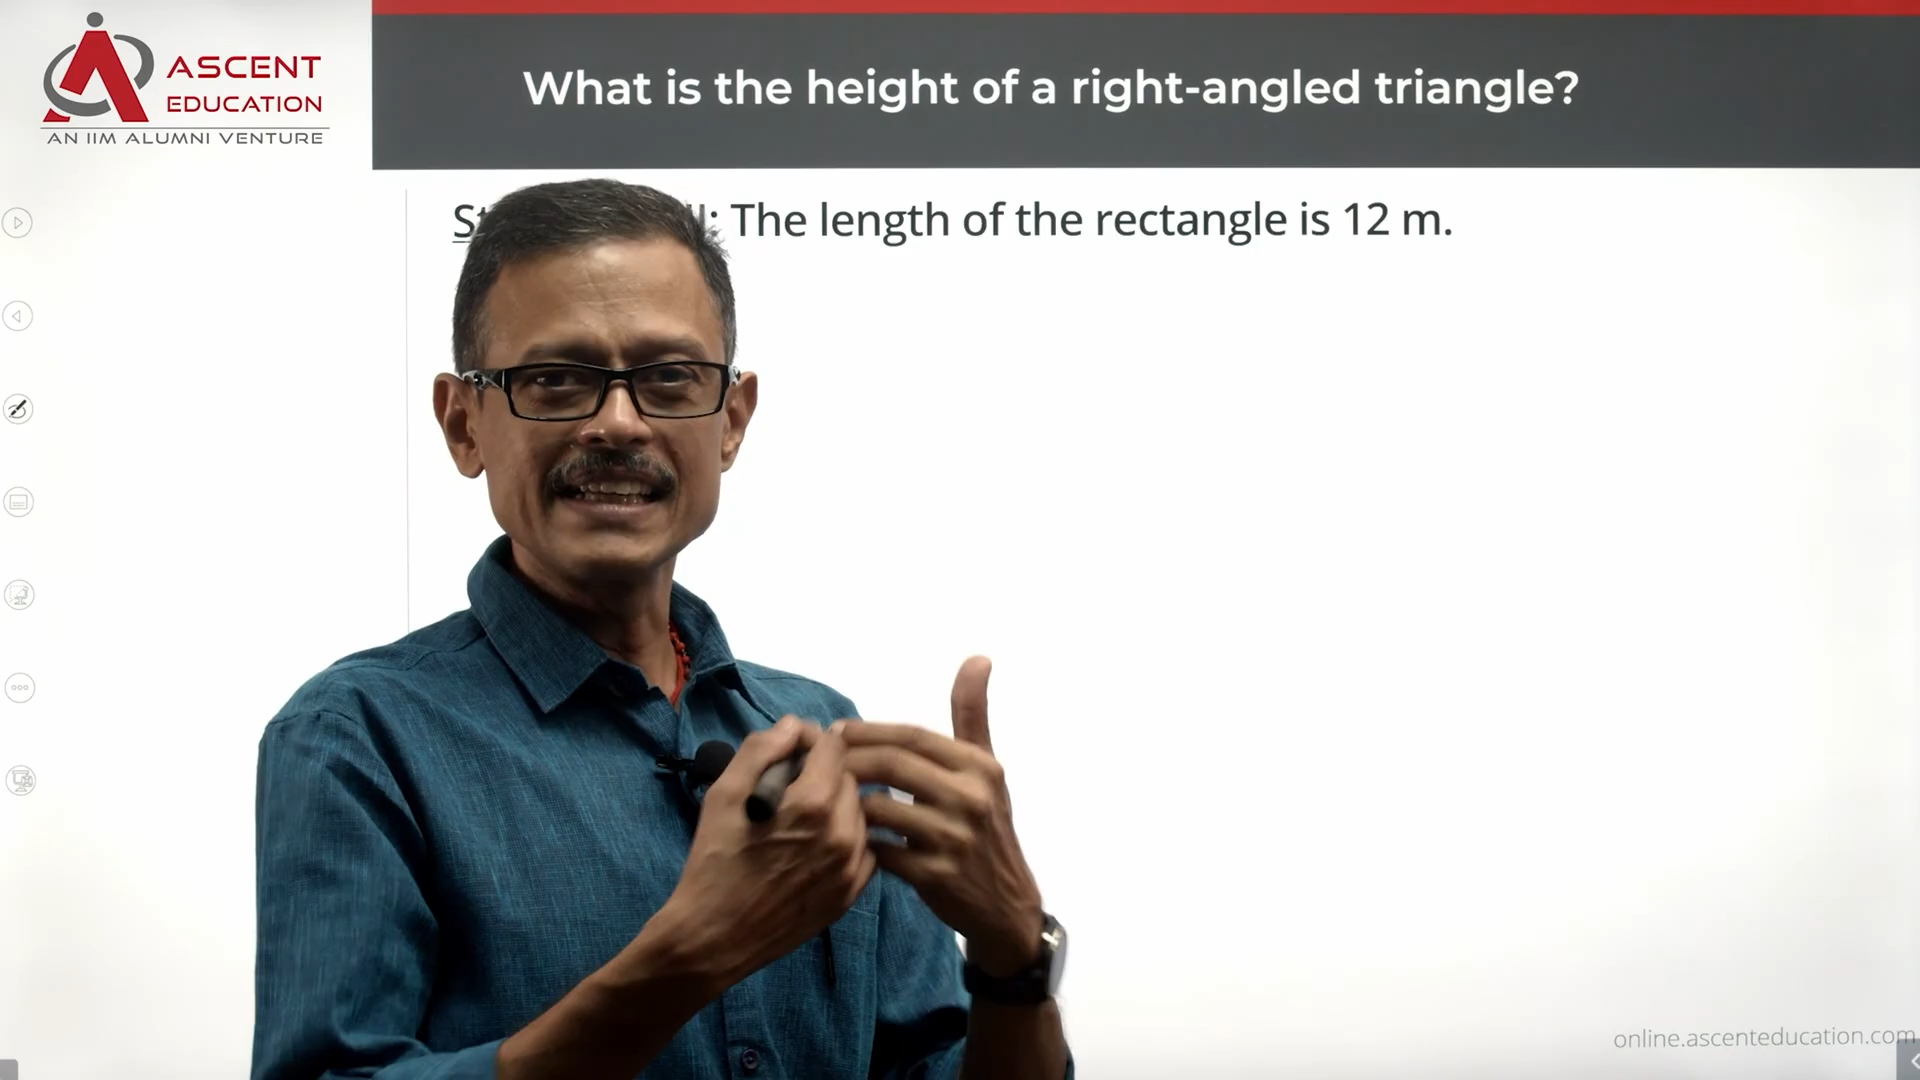 ASCENT
EDUCATION
AN IIM ALUMNI VENTURE
What is the height of a right-angled triangle?
: The length of the rectangle is 12 m.
online.ascenteducation.com